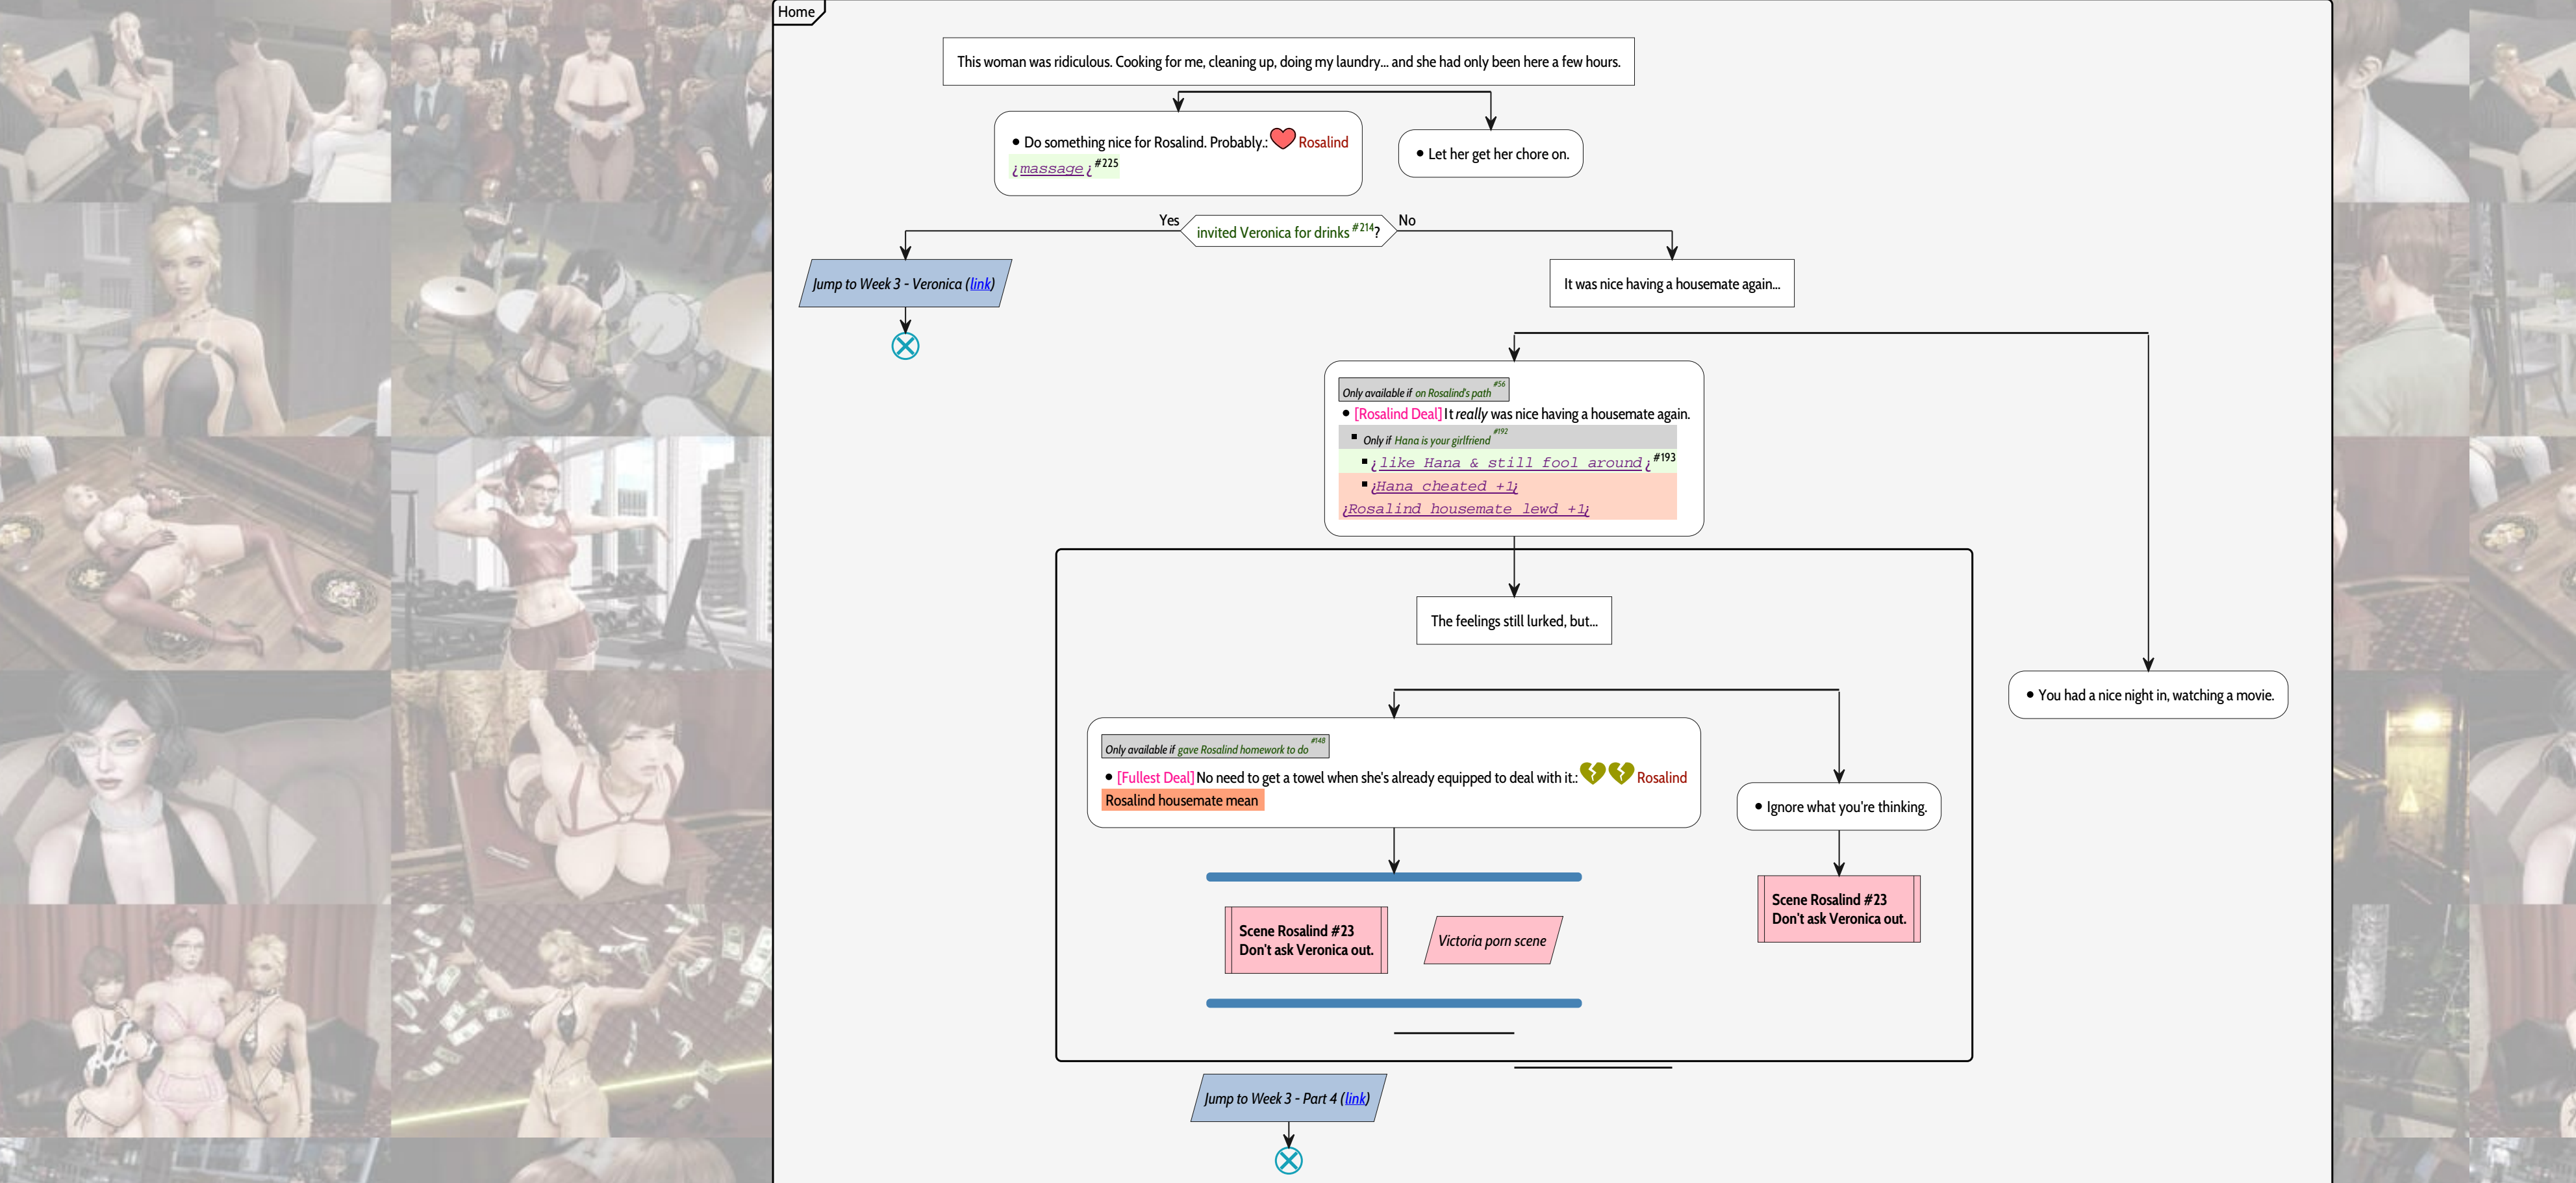 Home
This woman was ridiculous. Cooking for me, cleaning up, doing my laundry... and she had only been here a few hours.
● Do something nice for Rosalind. Probably.: Rosalind
¿massage¿ #225
● Let her get her chore on.
Yes
invited Veronica for drinks #214?
No
Jump to Week 3 - Veronica (link)
It was nice having a housemate again...
Only available if on Rosalind's path #56
● [Rosalind Deal] It really was nice having a housemate again.
▪ Only if Hana is your girlfriend #192
▪ ¿like Hana & still fool around¿ #193
▪ ¿Hana cheated +1¿
¿Rosalind housemate lewd +1¿
The feelings still lurked, but...
● You had a nice night in, watching a movie.
Only available if gave Rosalind homework to do #148
● [Fullest Deal] No need to get a towel when she's already equipped to deal with it.: Rosalind
Rosalind housemate mean
● Ignore what you're thinking.
Scene Rosalind #23
Don't ask Veronica out.
Victoria porn scene
Scene Rosalind #23
Don't ask Veronica out.
Jump to Week 3 - Part 4 (link)